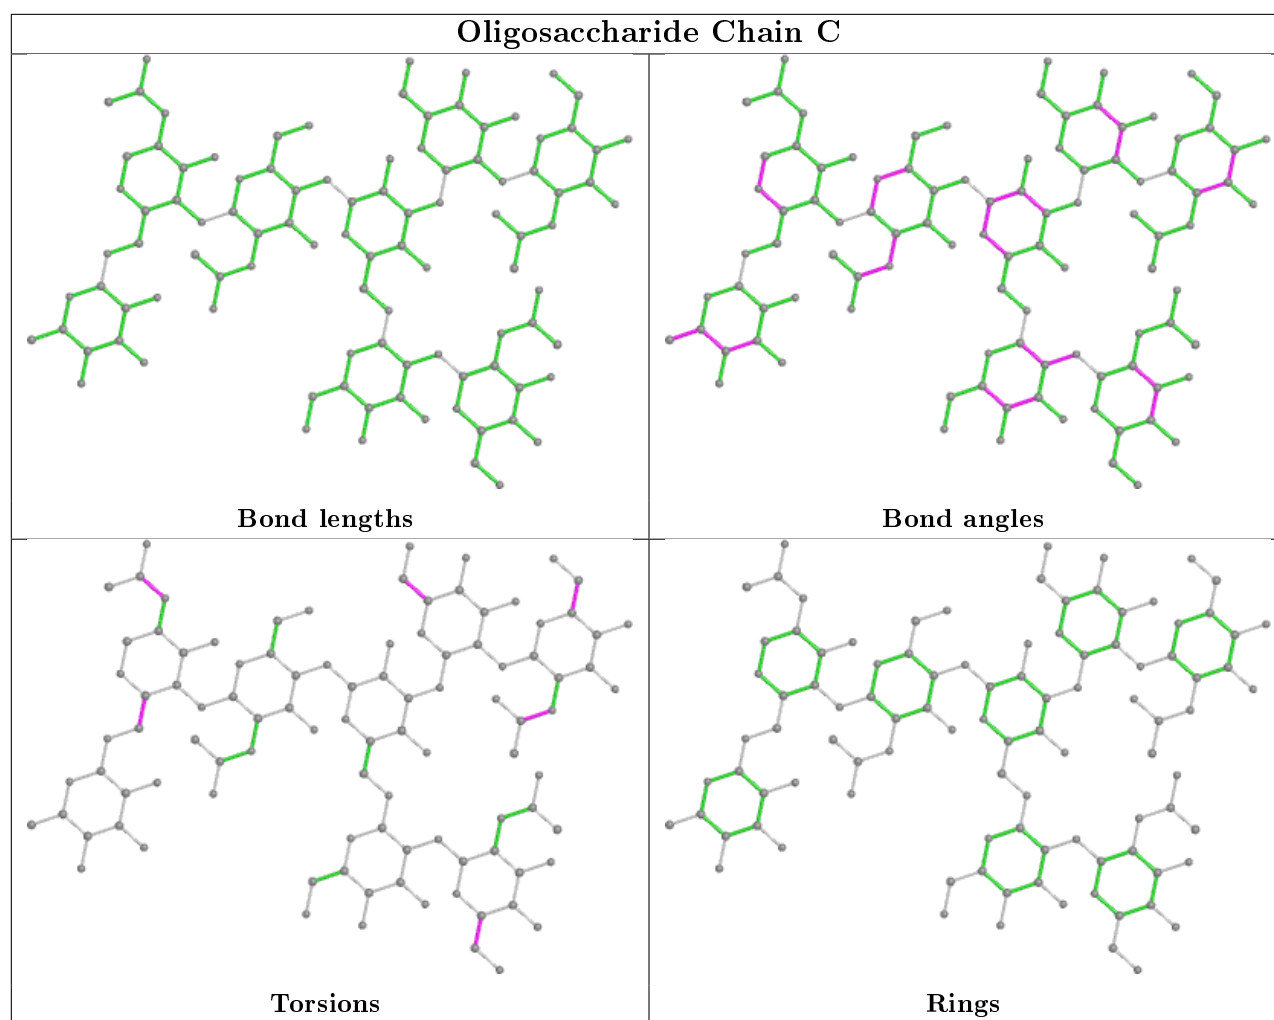 Oligosaccharide Chain C
Bond lengths
Bond angles
Torsions
Rings